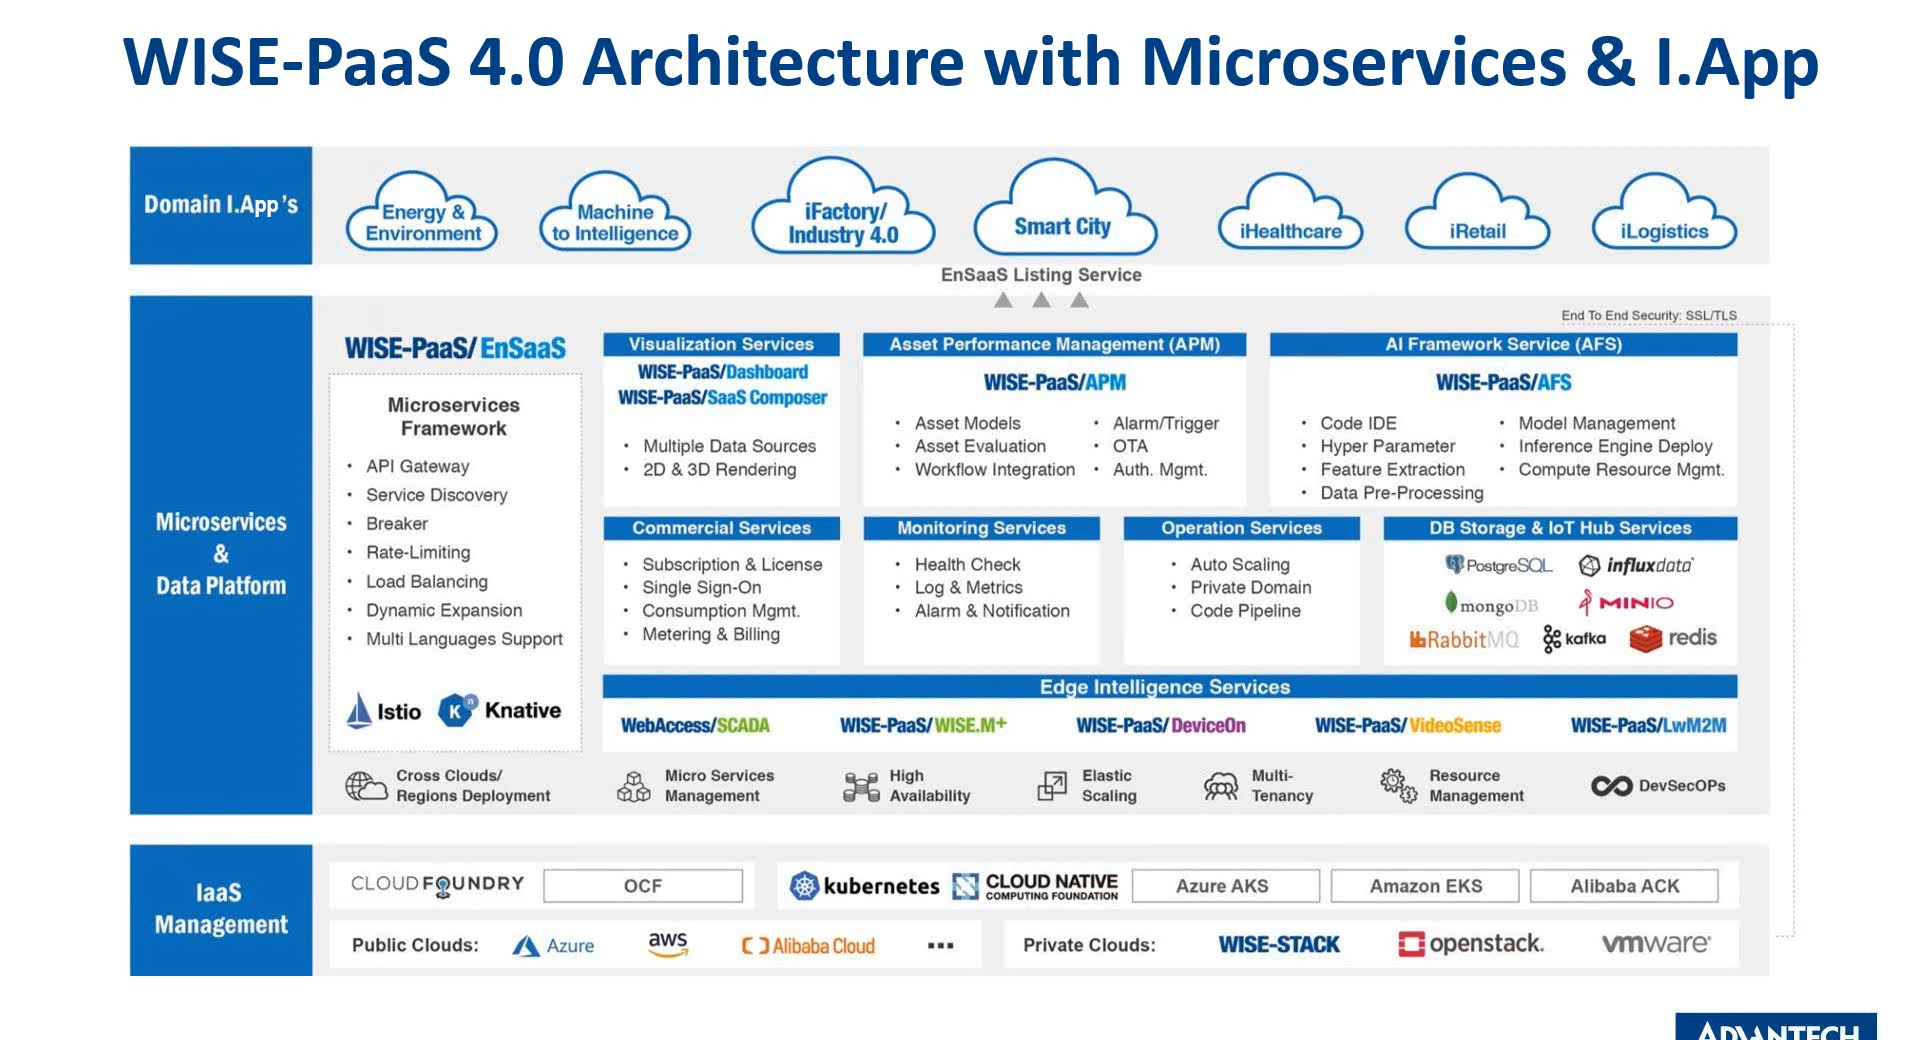 WISE-PaaS 4.0 Architecture with Microservices & I.App
Domain I.App's
Energy &
Environment
Machine
to Intelligence
iFactory/
Industry 4.0
Smart City
iHealthcare
iRetail
iLogistics
EnSaaS Listing Service
Microservices
&
Data Platform
End To End Security: SSL/TLS
WISE-PaaS/EnSaaS
Microservices
Framework
• API Gateway
• Service Discovery
• Breaker
• Rate-Limiting
• Load Balancing
• Dynamic Expansion
• Multi Languages Support
Istio
Knative
Visualization Services
WISE-PaaS/Dashboard
WISE-PaaS/SaaS Composer
• Multiple Data Sources
• 2D & 3D Rendering
Asset Performance Management (APM)
WISE-PaaS/APM
• Asset Models
• Asset Evaluation
• Workflow Integration
• Alarm/Trigger
• OTA
• Auth. Mgmt.
AI Framework Service (AFS)
WISE-PaaS/AFS
• Code IDE
• Hyper Parameter
• Feature Extraction
• Data Pre-Processing
• Model Management
• Inference Engine Deploy
• Compute Resource Mgmt.
Commercial Services
• Subscription & License
• Single Sign-On
• Consumption Mgmt.
• Metering & Billing
Monitoring Services
• Health Check
• Log & Metrics
• Alarm & Notification
Operation Services
• Auto Scaling
• Private Domain
• Code Pipeline
DB Storage & IoT Hub Services
PostgreSQL
influxdata
mongoDB
MINIO
RabbitMQ
kafka
redis
Edge Intelligence Services
WebAccess/SCADA
WISE-PaaS/WISE.M+
WISE-PaaS/DeviceOn
WISE-PaaS/VideoSense
WISE-PaaS/LwM2M
Cross Clouds/
Regions Deployment
Micro Services
Management
High
Availability
Elastic
Scaling
Multi-
Tenancy
Resource
Management
DevSecOPs
IaaS
Management
CLOUD FOUNDRY
OCF
kubernetes
CLOUD NATIVE
COMPUTING FOUNDATION
Azure AKS
Amazon EKS
Alibaba ACK
Public Clouds:
Azure
aws
Alibaba Cloud
...
Private Clouds:
WISE-STACK
openstack.
vmware
ADVANTECH